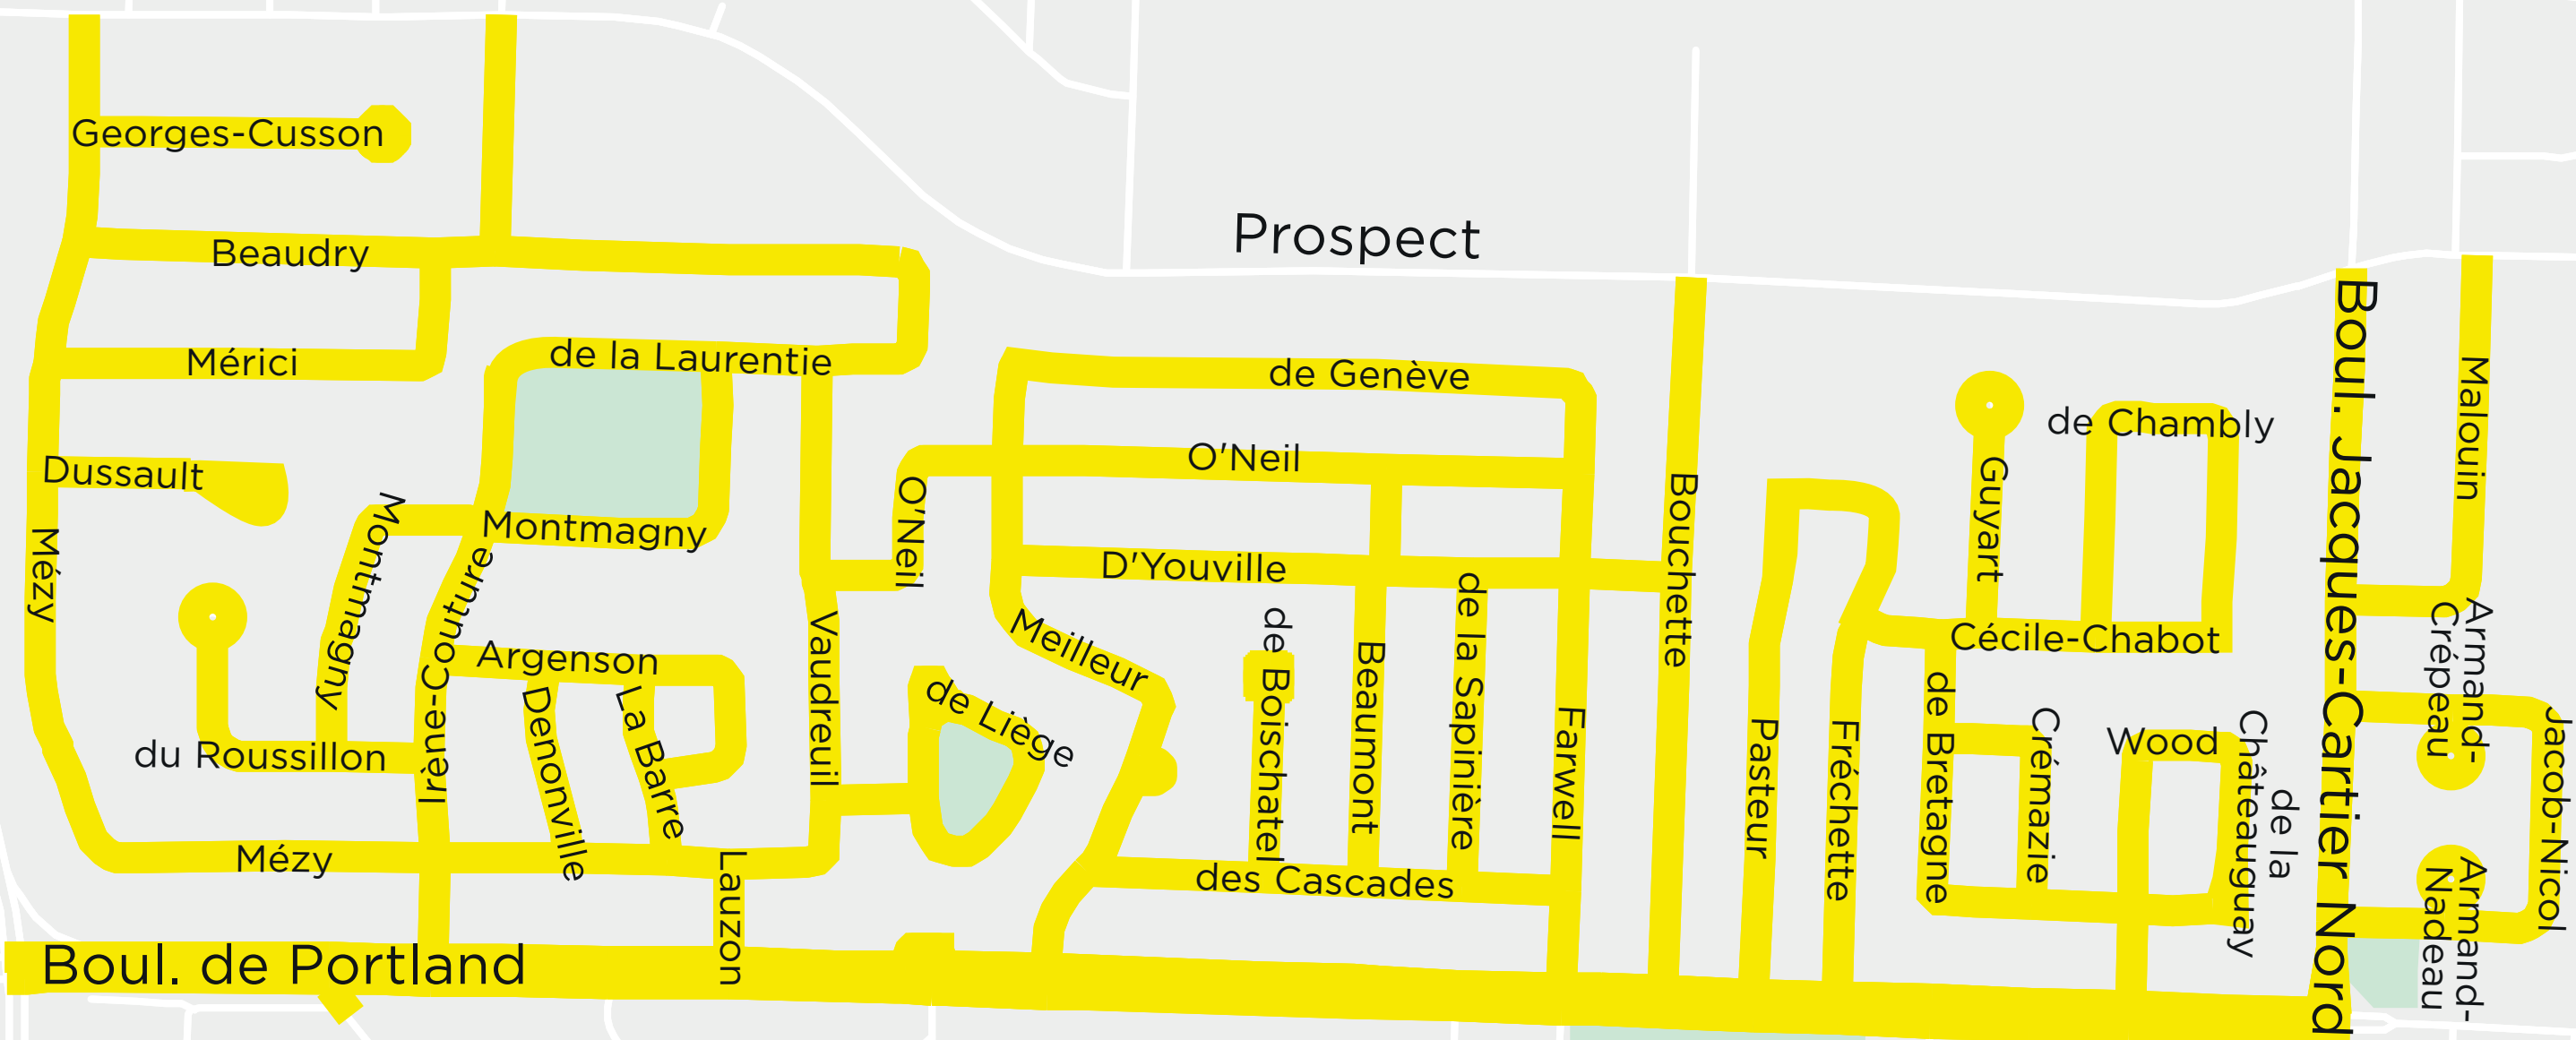 Georges-Cusson
Prospect
Beaudry
Mérici
de la Laurentie
de Genève
Boul. Jacques-Cartier Nord
Malouin
de Chambly
Dussault
O'Neil
O'Neil
Bouchette
Guyart
Mézy
Montmagny
Montmagny
Irène-Couture
D'Youville
Argenson
Vaudreuil
Meilleur
de Boischatel
Beaumont
de la Sapinière
Farwell
Cécile-Chabot
Armand-
Crépeau
Denonville
La Barre
de Liège
Pasteur
Fréchette
de Bretagne
Crémazie
Wood
de la
Châteauguay
Jacob-Nicol
du Roussillon
Mézy
Lauzon
des Cascades
Armand-
Nadeau
Boul. de Portland